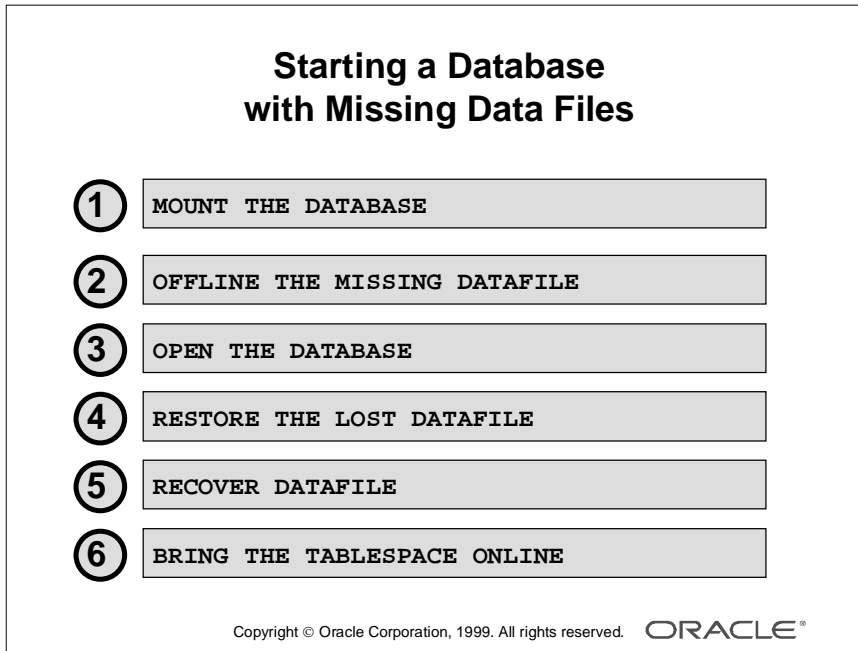 Starting a Database
with Missing Data Files
1 MOUNT THE DATABASE
2 OFFLINE THE MISSING DATAFILE
3 OPEN THE DATABASE
4 RESTORE THE LOST DATAFILE
5 RECOVER DATAFILE
6 BRING THE TABLESPACE ONLINE
Copyright © Oracle Corporation, 1999. All rights reserved. ORACLE®